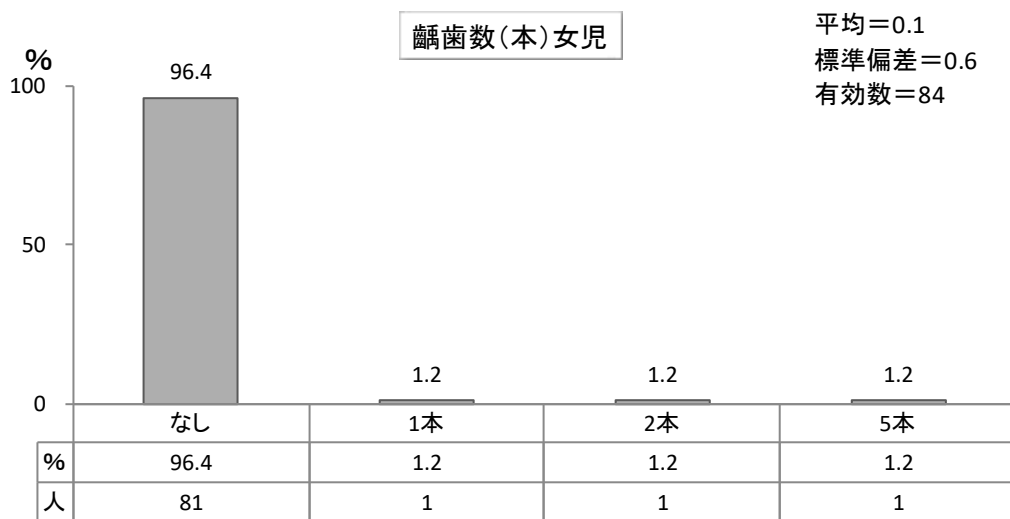 齲歯数(本)女児
平均=0.1
標準偏差=0.6
有効数=84
%
96.4
100
50
1.2 1.2 1.2
0
なし 1本 2本 5本
% 96.4 1.2 1.2 1.2
人 81 1 1 1